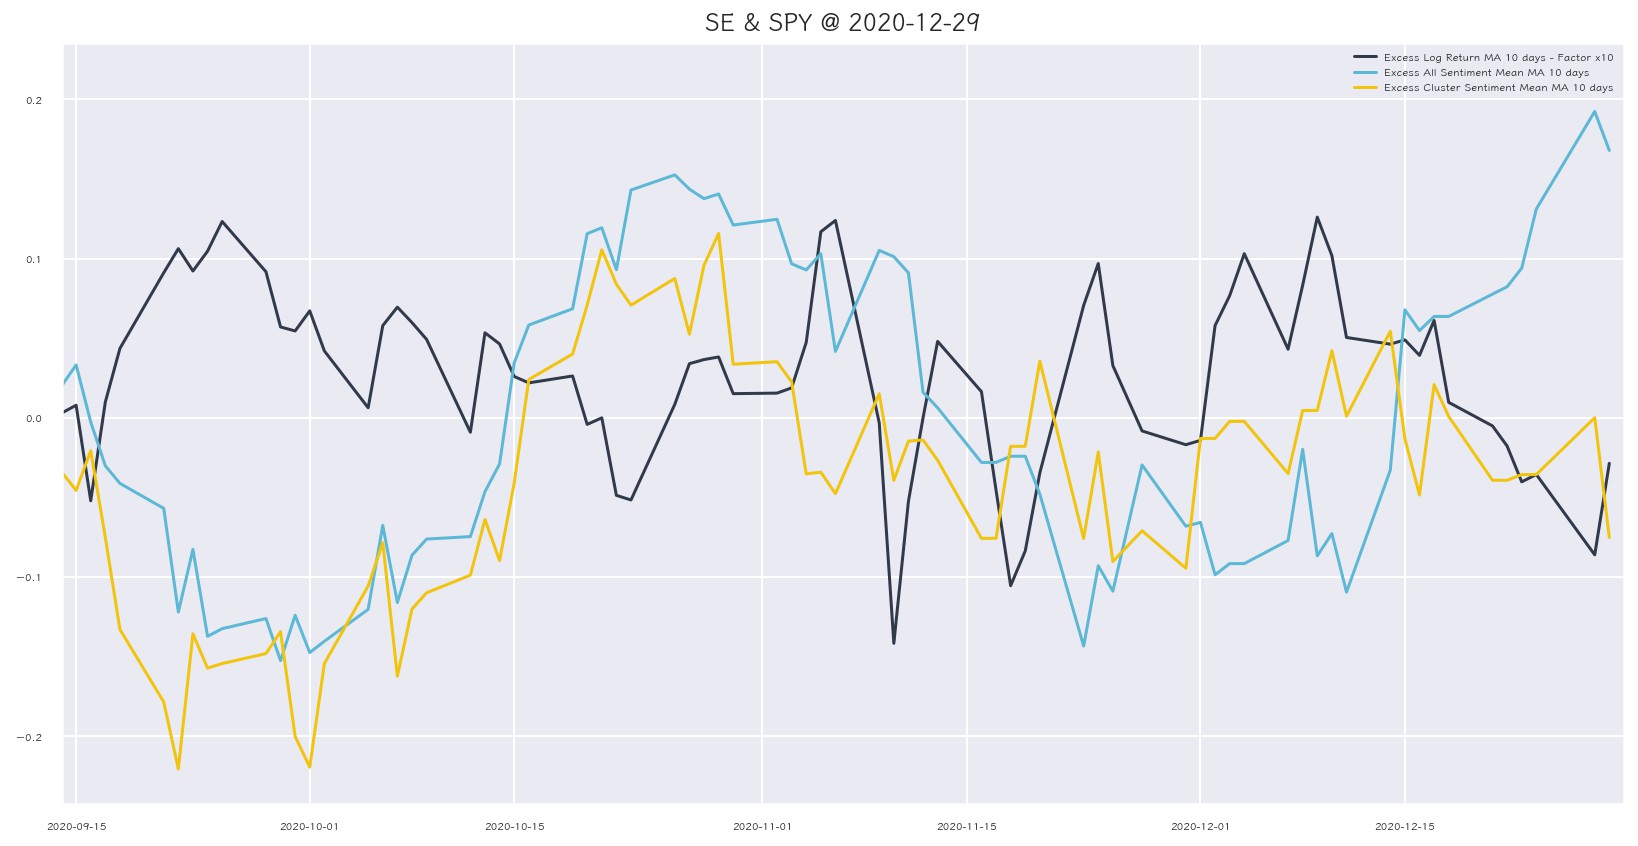 SE & SPY @ 2020-12-29
Excess Log Return MA 10 days - Factor x10
Excess All Sentiment Mean MA 10 days
Excess Cluster Sentiment Mean MA 10 days
0.2
0.1
0.0
−0.1
−0.2
2020-09-15 2020-10-01 2020-10-15 2020-11-01 2020-11-15 2020-12-01 2020-12-15